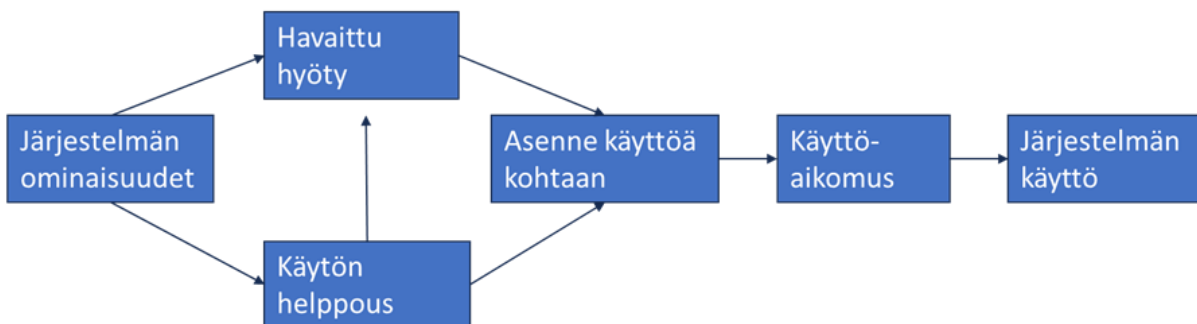 Havaittu
hyöty
Järjestelmän
ominaisuudet
Asenne käyttöä
kohtaan
Käyttö-
aikomus
Järjestelmän
käyttö
Käytön
helppous